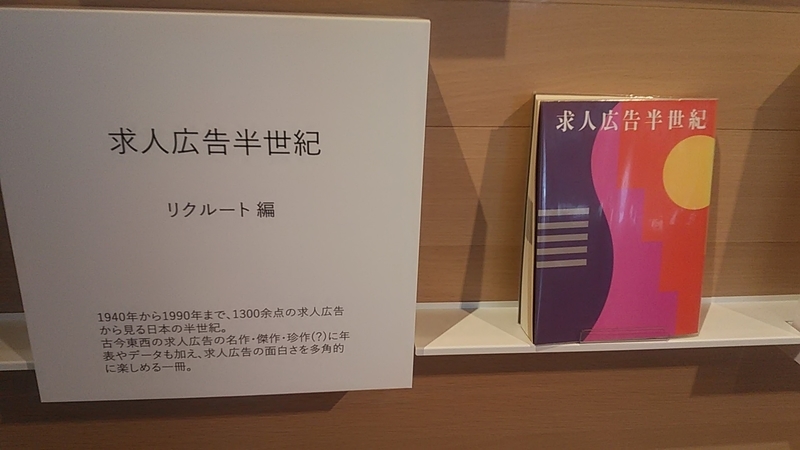 求人広告半世紀
リクルート 編
1940年から1990年まで、1300余点の求人広告
から見る日本の半世紀。
古今東西の求人広告の名作・傑作・珍作(?)に年
表やデータも加え、求人広告の面白さを多角的
に楽しめる一冊。
求人広告半世紀